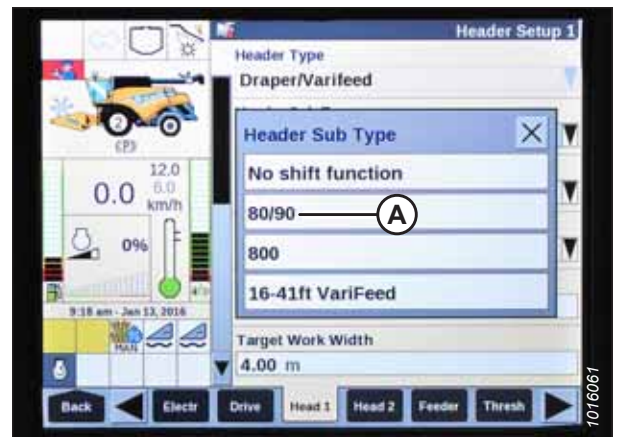 Header Setup 1
Header Type
Draper/Varifeed
Header Sub Type
No shift function
80/90
A
800
16-41ft VariFeed
Target Work Width
4.00 m
2
(P)
12.0
6.0
0.0 km/h
0%
9:18 am - Jan 13, 2016
MAN
Back
Electr
Drive
Head 1
Head 2
Feeder
Thresh
1016061